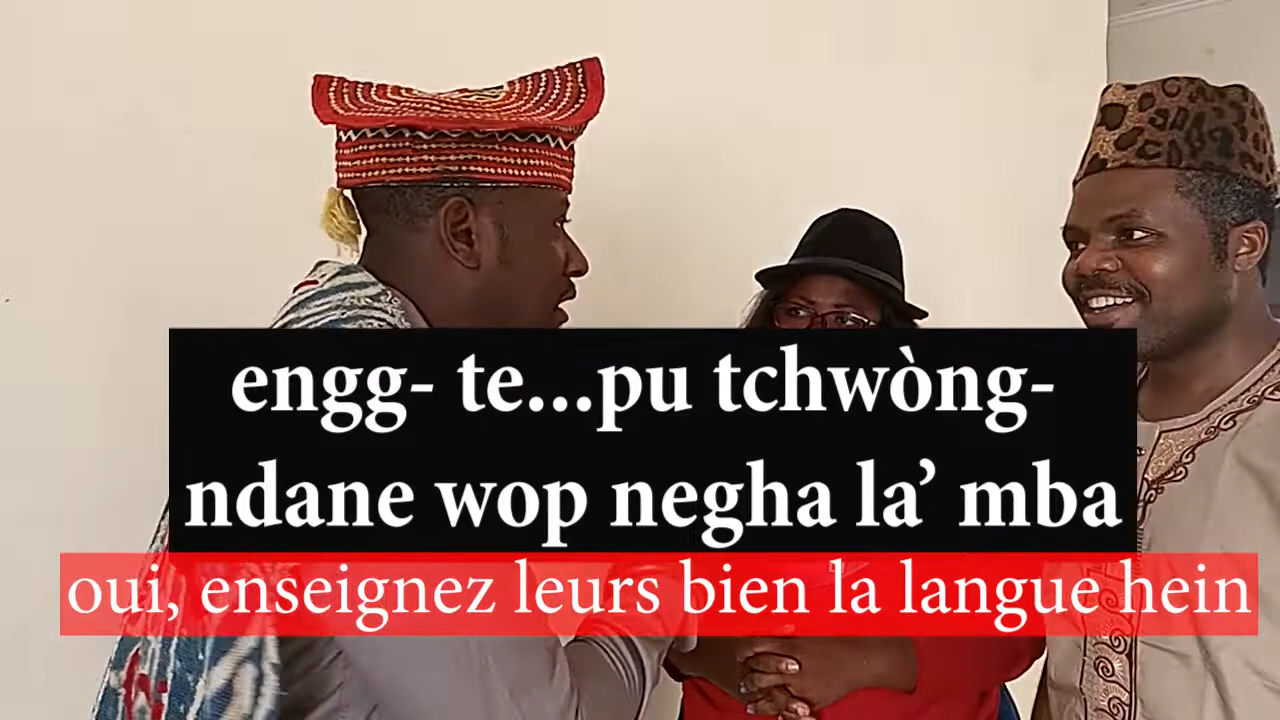 engg- te...pu tchwòng-
ndane wop negha la’ mba
oui, enseignez leurs bien la langue hein